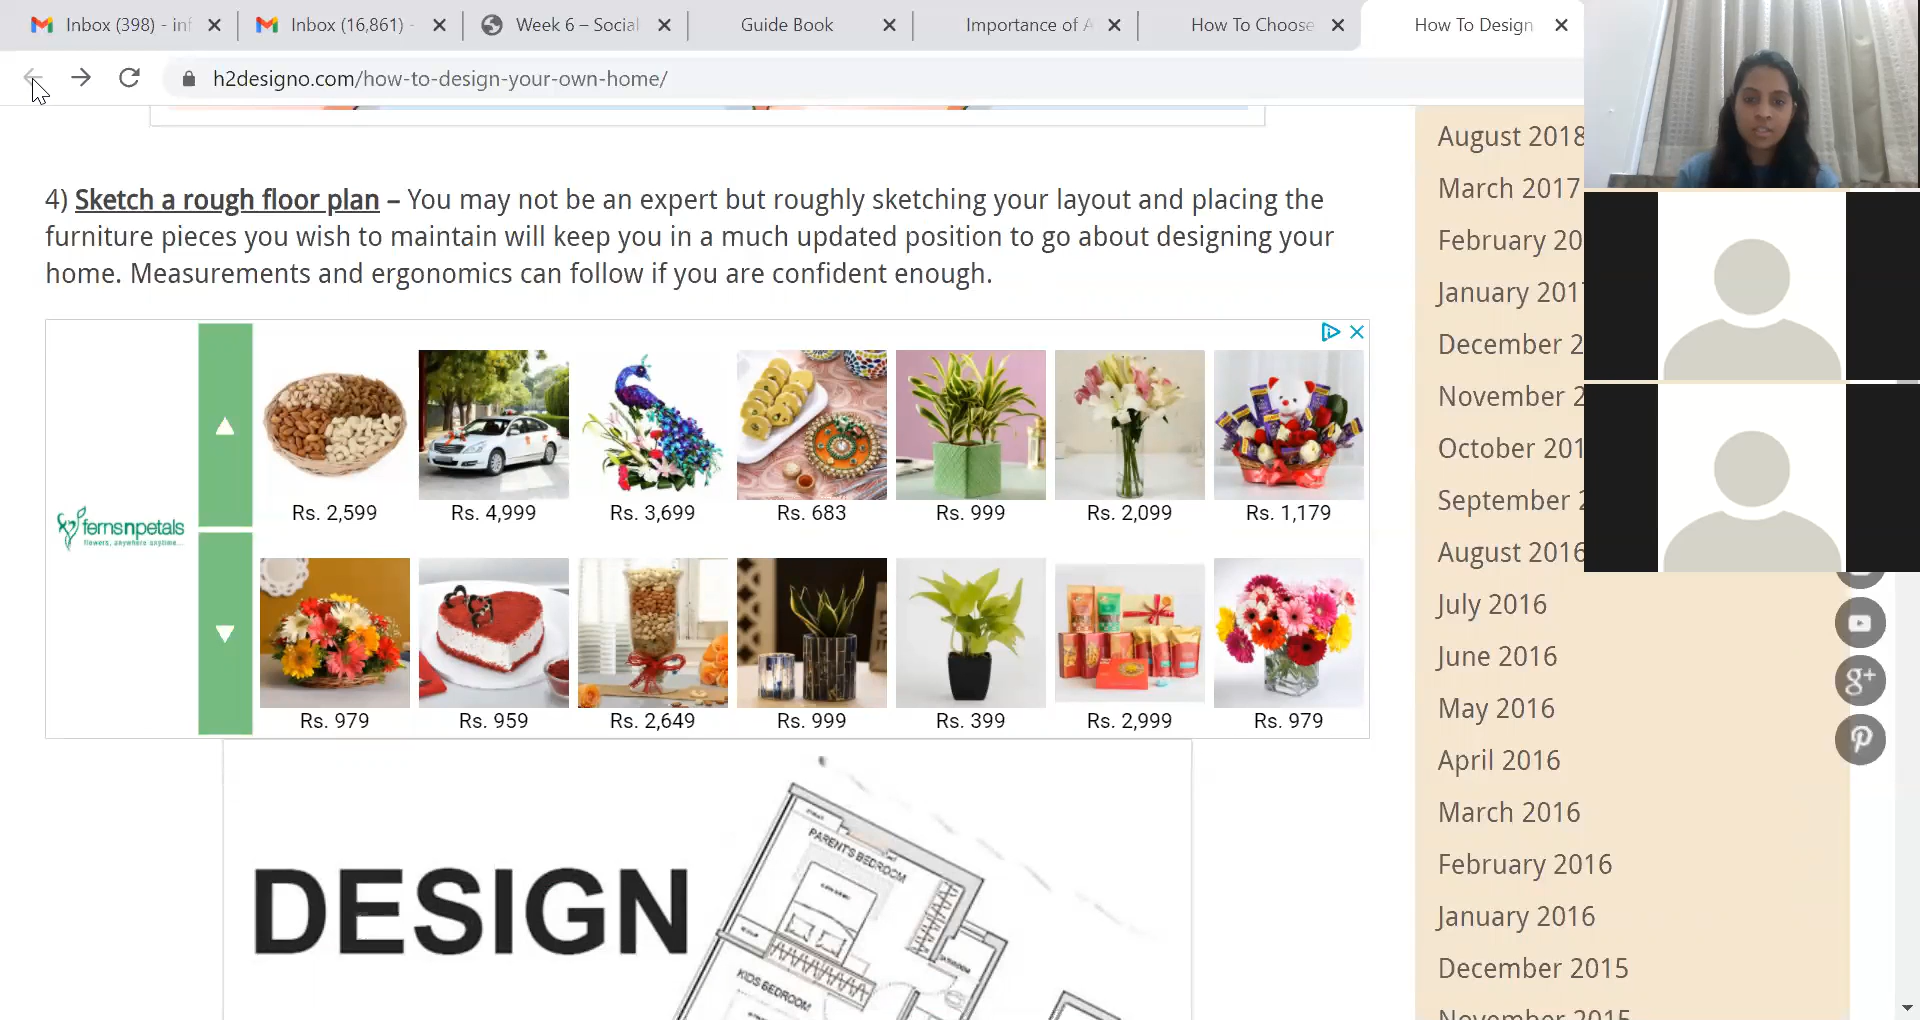 Inbox (398) - inf
Inbox (16,861) -
Week 6 – Social
Guide Book
Importance of A
How To Choose
How To Design
h2designo.com/how-to-design-your-own-home/
4) Sketch a rough floor plan – You may not be an expert but roughly sketching your layout and placing the
furniture pieces you wish to maintain will keep you in a much updated position to go about designing your
home. Measurements and ergonomics can follow if you are confident enough.
fernsnpetals
flowers, anywhere anytime...
Rs. 2,599
Rs. 4,999
Rs. 3,699
Rs. 683
Rs. 999
Rs. 2,099
Rs. 1,179
Rs. 979
Rs. 959
Rs. 2,649
Rs. 999
Rs. 399
Rs. 2,999
Rs. 979
DESIGN
PARENT'S BEDROOM
KIDS BEDROOM
August 2018
March 2017
February 20
January 201
December 2
November 2
October 201
September 2
August 2016
July 2016
June 2016
May 2016
April 2016
March 2016
February 2016
January 2016
December 2015
November 2015
g+